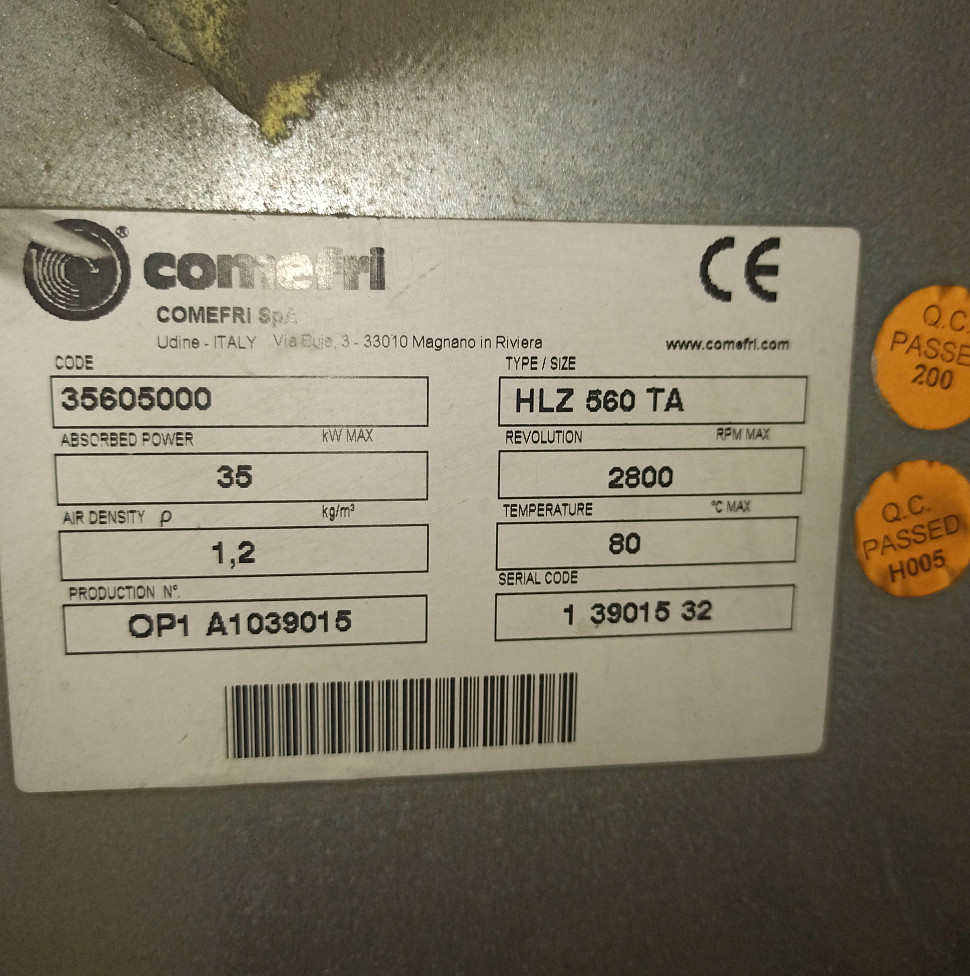 ®
comefri
CE
COMEFRI SpA
Udine - ITALY Via Buja, 3 - 33010 Magnano in Riviera
www.comefri.com
CODE
35605000
TYPE / SIZE
HLZ 560 TA
ABSORBED POWER kW MAX
35
REVOLUTION RPM MAX
2800
AIR DENSITY ρ kg/m³
1,2
TEMPERATURE °C MAX
80
PRODUCTION N°.
OP1 A1039015
SERIAL CODE
1 39015 32
Q.C.
PASSE
200
Q.C.
PASSED
H005